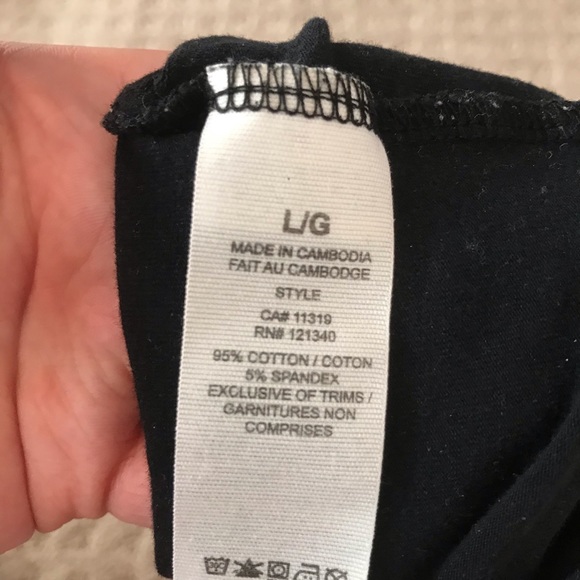 L/G
MADE IN CAMBODIA
FAIT AU CAMBODGE
STYLE
CA# 11319
RN# 121340
95% COTTON / COTON
5% SPANDEX
EXCLUSIVE OF TRIMS /
GARNITURES NON
COMPRISES